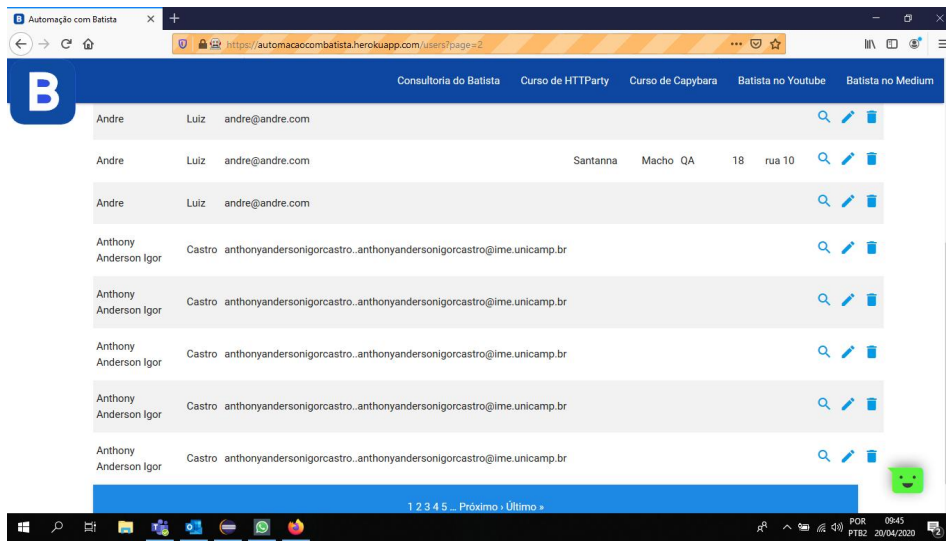 Automação com Batista
https://automacaocombatista.herokuapp.com/users?page=2
B Consultoria do Batista Curso de HTTParty Curso de Capybara Batista no Youtube Batista no Medium
Andre Luiz andre@andre.com
Andre Luiz andre@andre.com Santanna Macho QA 18 rua 10
Andre Luiz andre@andre.com
Anthony
Anderson Igor Castro anthonyandersonigorcastro..anthonyandersonigorcastro@ime.unicamp.br
Anthony
Anderson Igor Castro anthonyandersonigorcastro..anthonyandersonigorcastro@ime.unicamp.br
Anthony
Anderson Igor Castro anthonyandersonigorcastro..anthonyandersonigorcastro@ime.unicamp.br
Anthony
Anderson Igor Castro anthonyandersonigorcastro..anthonyandersonigorcastro@ime.unicamp.br
Anthony
Anderson Igor Castro anthonyandersonigorcastro..anthonyandersonigorcastro@ime.unicamp.br
1 2 3 4 5 … Próximo › Último »
POR 09:45
PTB2 20/04/2020